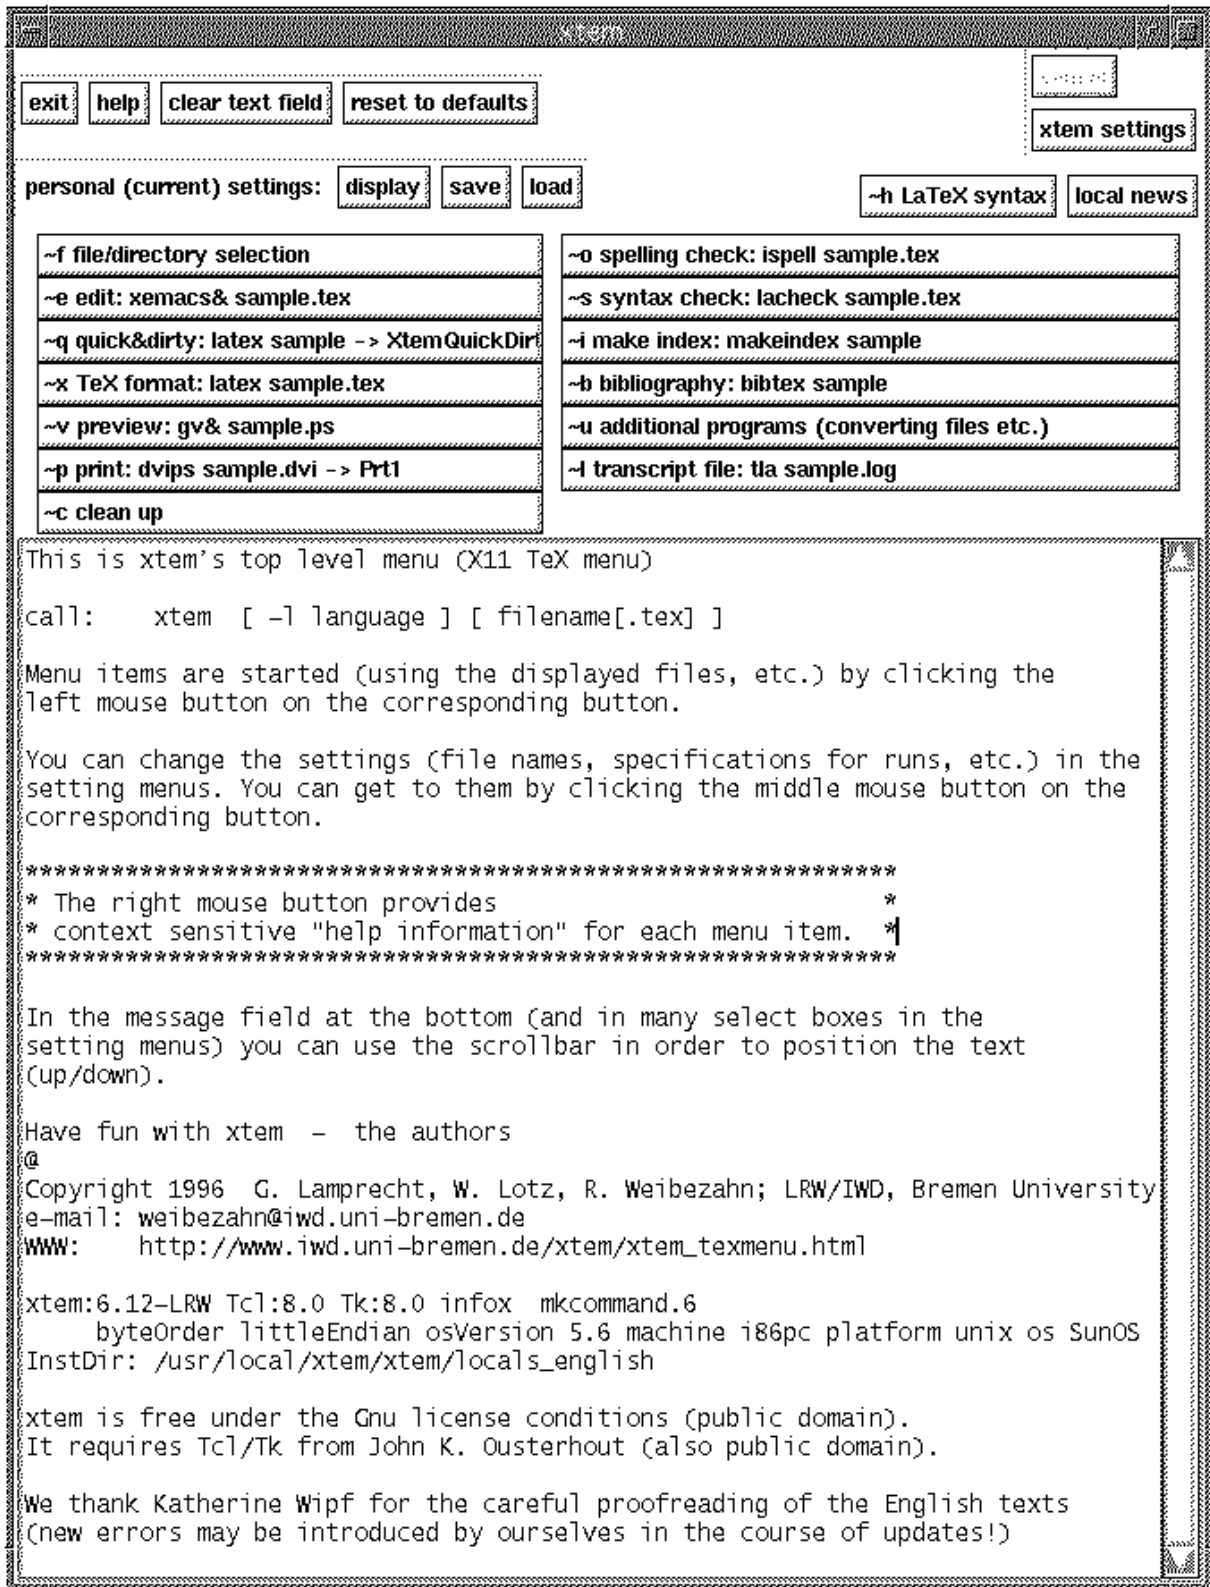 xtem
exit help clear text field reset to defaults
xtem settings
personal (current) settings: display save load
~h LaTeX syntax local news
~f file/directory selection
~e edit: xemacs& sample.tex
~q quick&dirty: latex sample -> XtemQuickDirt
~x TeX format: latex sample.tex
~v preview: gv& sample.ps
~p print: dvips sample.dvi -> Prt1
~c clean up
~o spelling check: ispell sample.tex
~s syntax check: lacheck sample.tex
~i make index: makeindex sample
~b bibliography: bibtex sample
~u additional programs (converting files etc.)
~l transcript file: tla sample.log
This is xtem's top level menu (X11 TeX menu)
call:    xtem  [ -l language ] [ filename[.tex] ]
Menu items are started (using the displayed files, etc.) by clicking the
left mouse button on the corresponding button.
You can change the settings (file names, specifications for runs, etc.) in the
setting menus. You can get to them by clicking the middle mouse button on the
corresponding button.
*************************************************************
* The right mouse button provides                           *
* context sensitive "help information" for each menu item.  *
*************************************************************
In the message field at the bottom (and in many select boxes in the
setting menus) you can use the scrollbar in order to position the text
(up/down).
Have fun with xtem  -  the authors
@
Copyright 1996  G. Lamprecht, W. Lotz, R. Weibezahn; LRW/IWD, Bremen University
e-mail: weibezahn@iwd.uni-bremen.de
WWW:    http://www.iwd.uni-bremen.de/xtem/xtem_texmenu.html
xtem:6.12-LRW Tcl:8.0 Tk:8.0 infox  mkcommand.6
     byteOrder littleEndian osVersion 5.6 machine i86pc platform unix os SunOS
InstDir: /usr/local/xtem/xtem/locals_english
xtem is free under the Gnu license conditions (public domain).
It requires Tcl/Tk from John K. Ousterhout (also public domain).
We thank Katherine Wipf for the careful proofreading of the English texts
(new errors may be introduced by ourselves in the course of updates!)